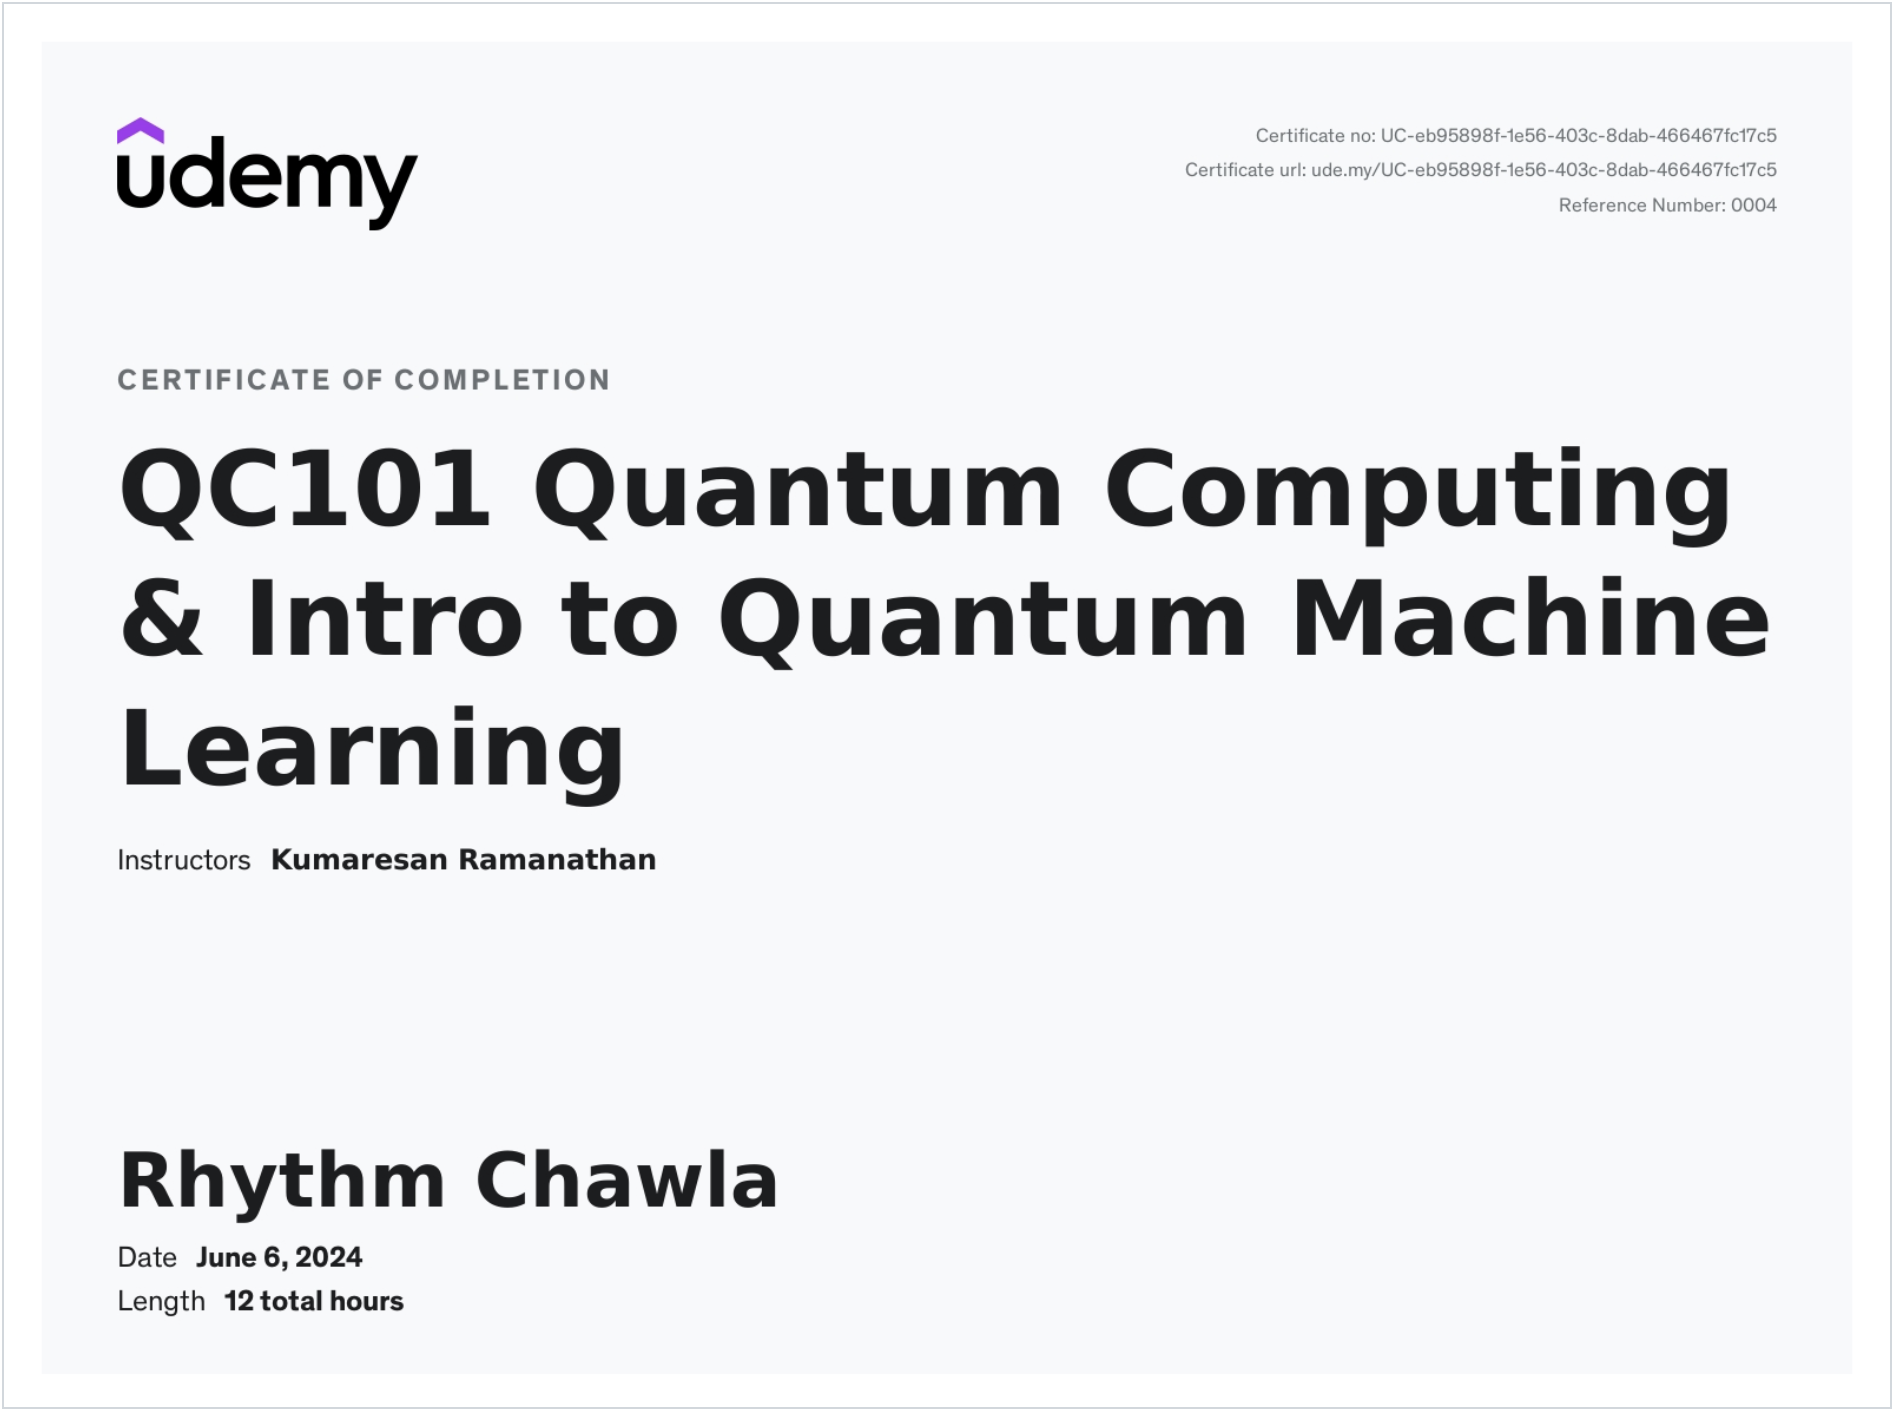 udemy
Certificate no: UC-eb95898f-1e56-403c-8dab-466467fc17c5
Certificate url: ude.my/UC-eb95898f-1e56-403c-8dab-466467fc17c5
Reference Number: 0004
CERTIFICATE OF COMPLETION
QC101 Quantum Computing
& Intro to Quantum Machine
Learning
Instructors Kumaresan Ramanathan
Rhythm Chawla
Date June 6, 2024
Length 12 total hours